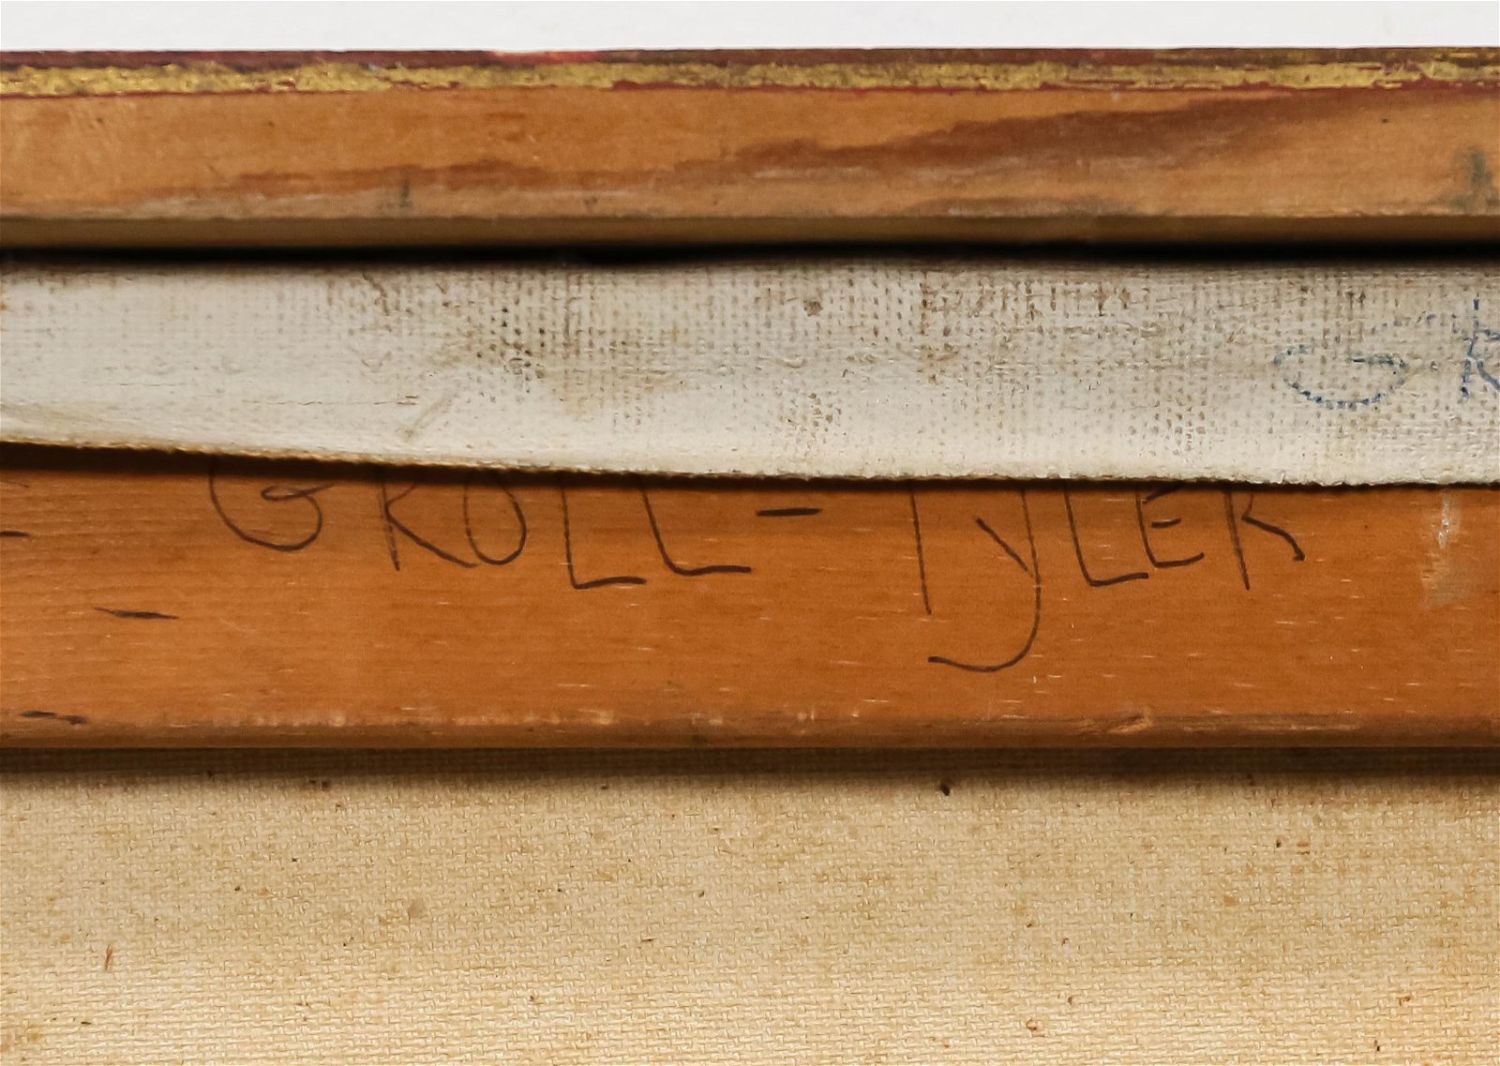 G. R
GROLL - TYLER